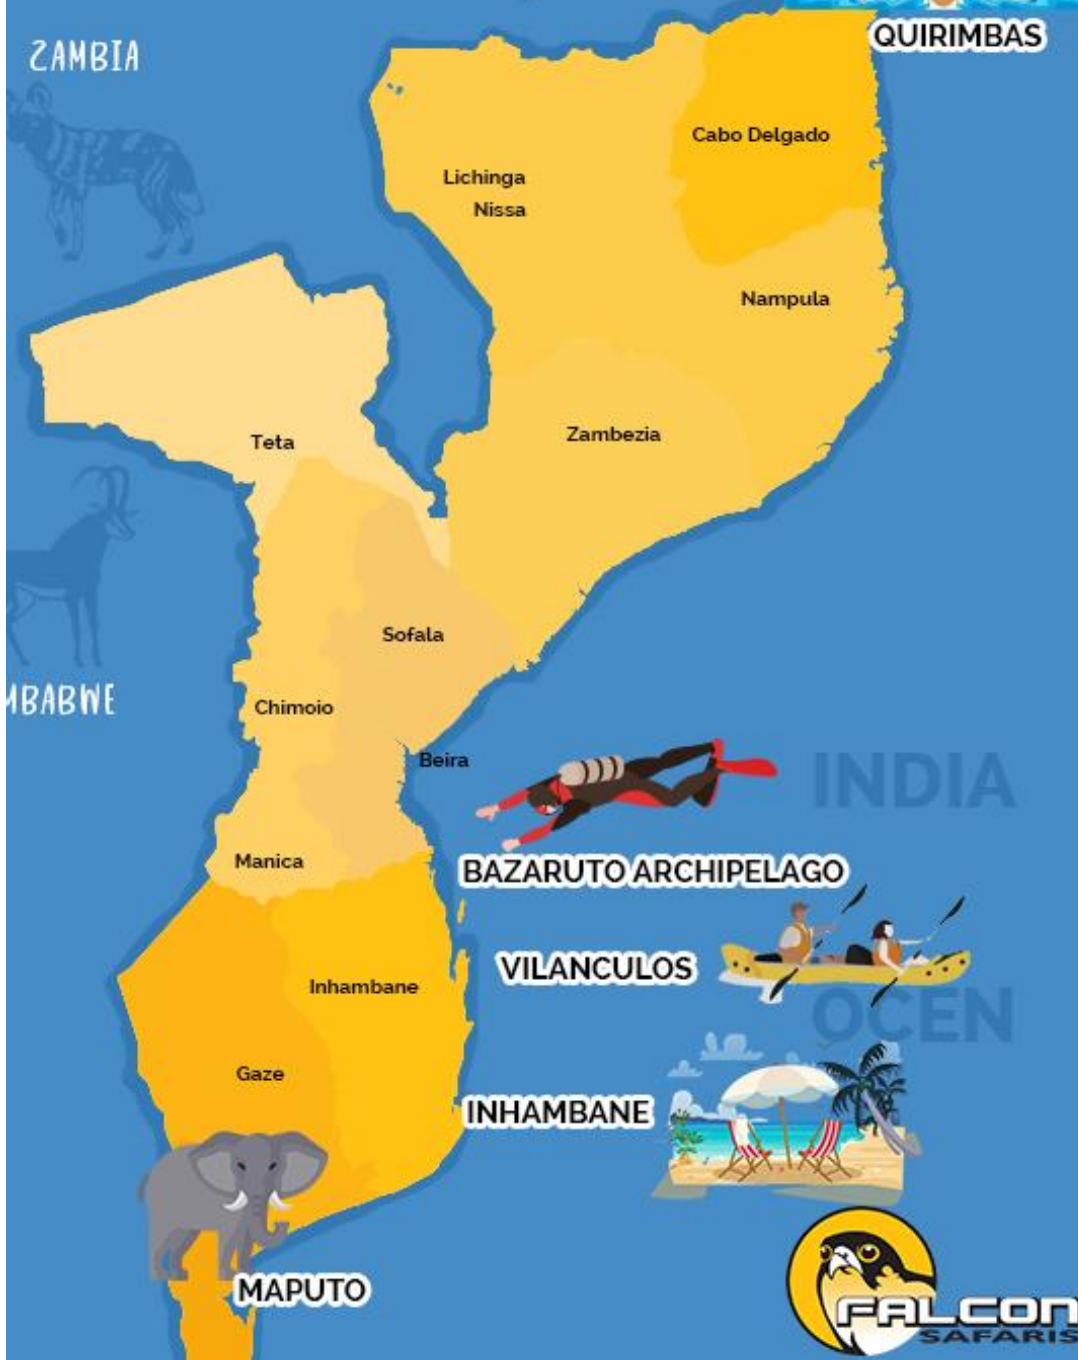 QUIRIMBAS
ZAMBIA
Cabo Delgado
Lichinga
Nissa
Nampula
Teta
Zambezia
Sofala
MBABWE
Chimoio
Beira
INDIA
Manica
BAZARUTO ARCHIPELAGO
VILANCULOS
Inhambane
OCEN
Gaze
INHAMBANE
MAPUTO
FALCON
SAFARIS